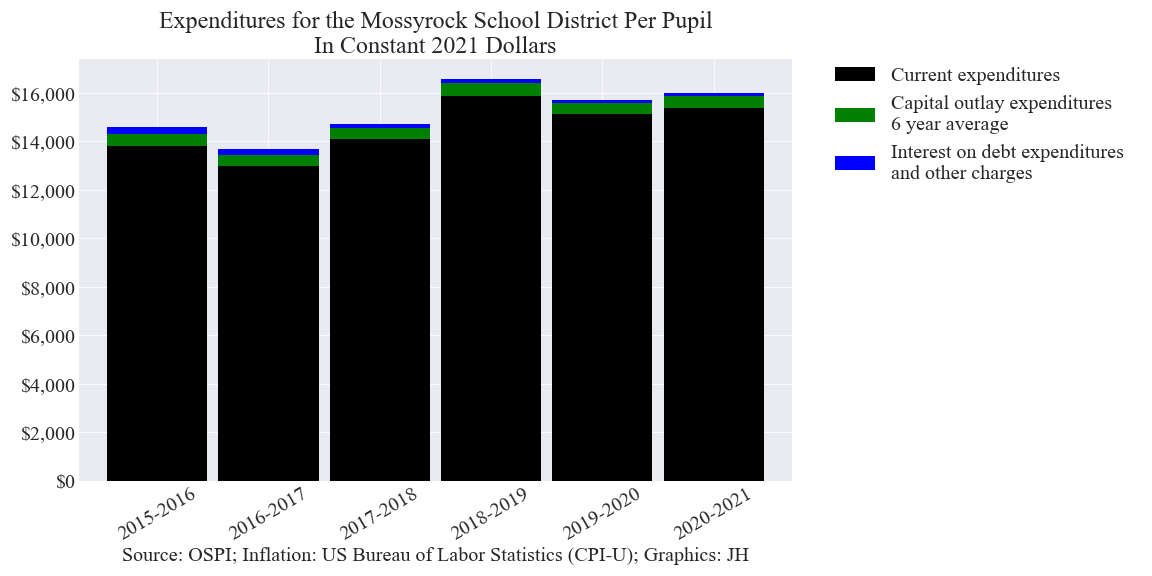 Expenditures for the Mossyrock School District Per Pupil
In Constant 2021 Dollars
$16,000
$14,000
$12,000
$10,000
$8,000
$6,000
$4,000
$2,000
$0
2015-2016
2016-2017
2017-2018
2018-2019
2019-2020
2020-2021
Source: OSPI; Inflation: US Bureau of Labor Statistics (CPI-U); Graphics: JH
Current expenditures
Capital outlay expenditures
6 year average
Interest on debt expenditures
and other charges